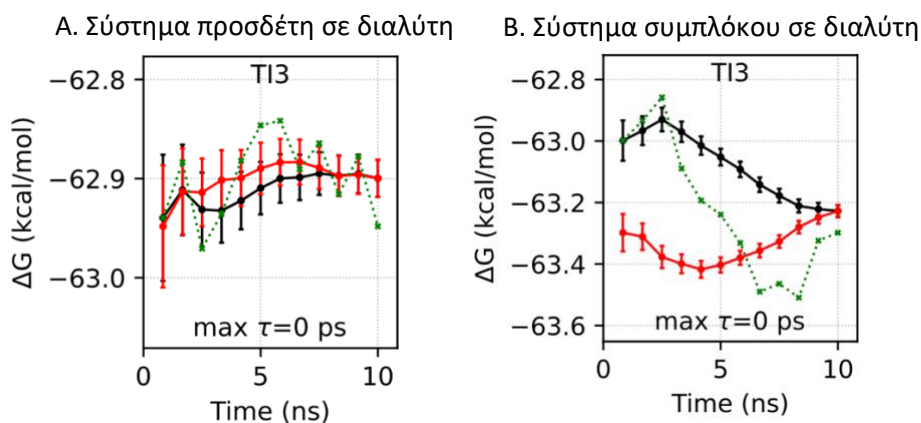 Α. Σύστημα προσδέτη σε διαλύτη
TI3
−62.8
−62.9
−63.0
ΔG (kcal/mol)
max τ=0 ps
0
5
10
Time (ns)
Β. Σύστημα συμπλόκου σε διαλύτη
TI3
−62.8
−63.0
−63.2
−63.4
−63.6
ΔG (kcal/mol)
max τ=0 ps
0
5
10
Time (ns)